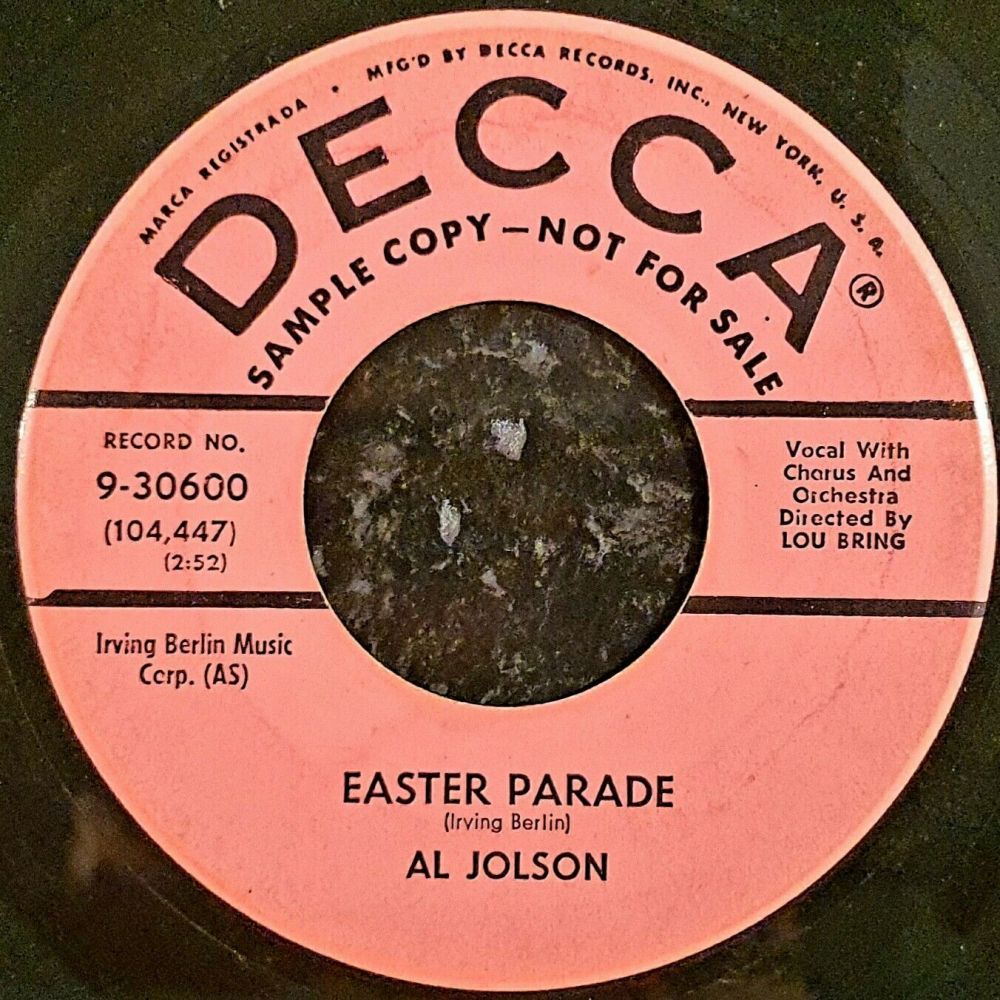 MARCA REGISTRADA • MFG'D BY DECCA RECORDS, INC., NEW YORK, U. S. A.
DECCA®
SAMPLE COPY—NOT FOR SALE
RECORD NO.
9-30600
(104,447)
(2:52)
Vocal With
Chorus And
Orchestra
Directed By
LOU BRING
Irving Berlin Music
Corp. (AS)
EASTER PARADE
(Irving Berlin)
AL JOLSON